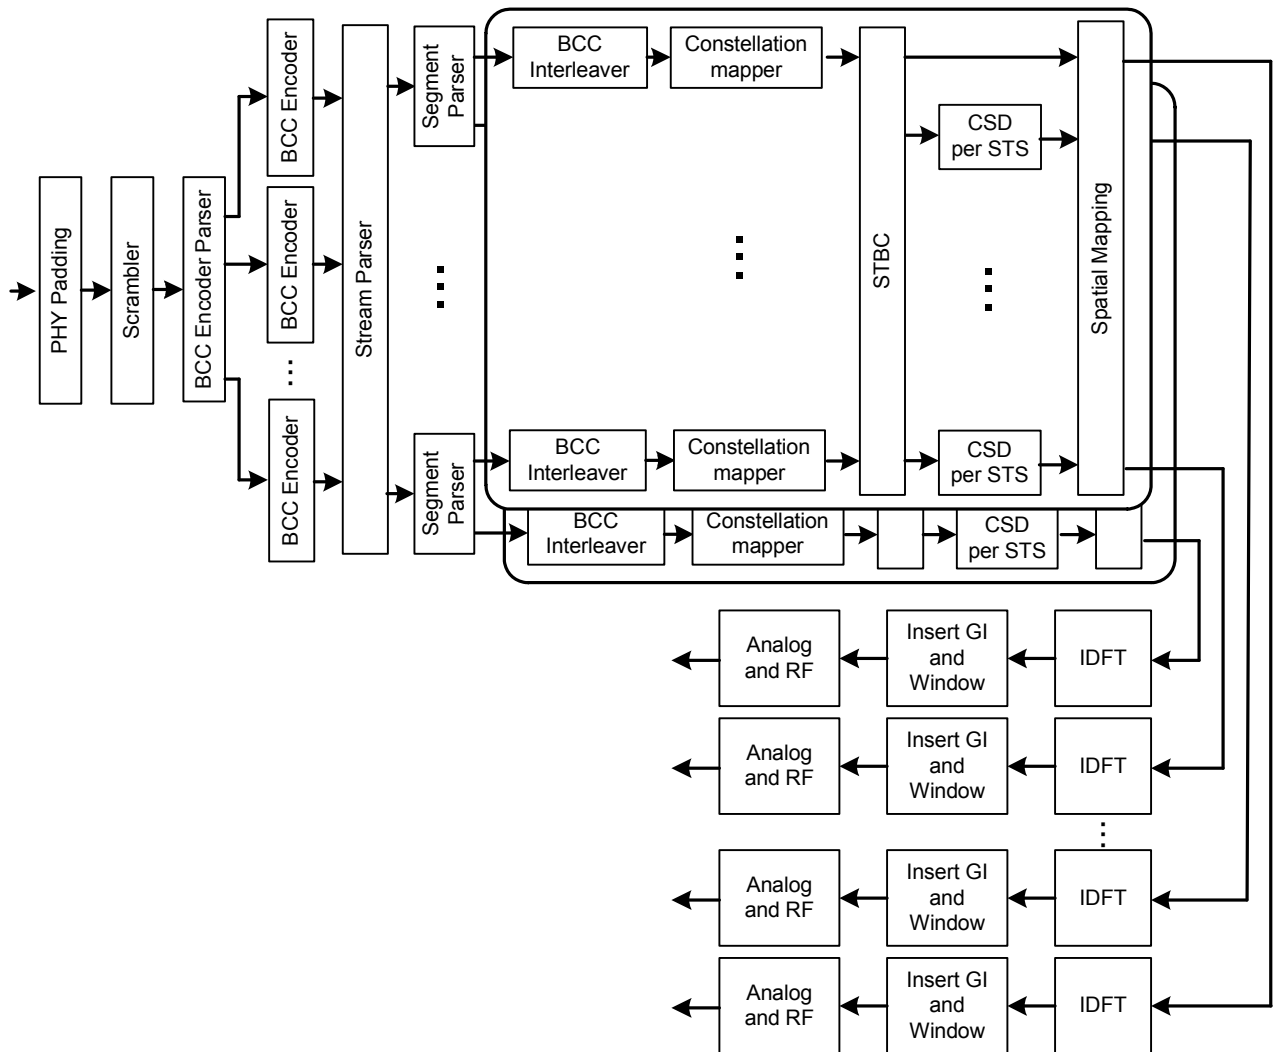 PHY Padding
Scrambler
BCC Encoder Parser
BCC Encoder
BCC Encoder
...
BCC Encoder
Stream Parser
Segment
Parser
...
Segment
Parser
BCC
Interleaver
Constellation
mapper
...
BCC
Interleaver
Constellation
mapper
STBC
CSD
per STS
...
CSD
per STS
Spatial Mapping
BCC
Interleaver
Constellation
mapper
CSD
per STS
Analog
and RF
Insert GI
and
Window
IDFT
Analog
and RF
Insert GI
and
Window
IDFT
...
Analog
and RF
Insert GI
and
Window
IDFT
Analog
and RF
Insert GI
and
Window
IDFT